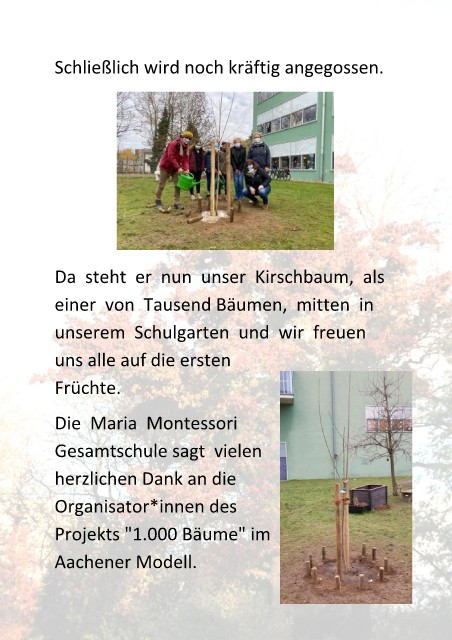 Schließlich wird noch kräftig angegossen.
Da steht er nun unser Kirschbaum, als
einer von Tausend Bäumen, mitten in
unserem Schulgarten und wir freuen
uns alle auf die ersten
Früchte.
Die Maria Montessori
Gesamtschule sagt vielen
herzlichen Dank an die
Organisator*innen des
Projekts "1.000 Bäume" im
Aachener Modell.